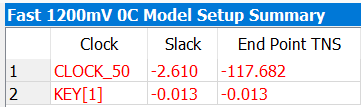 Fast 1200mV 0C Model Setup Summary
Clock Slack End Point TNS
1 CLOCK_50 -2.610 -117.682
2 KEY[1] -0.013 -0.013